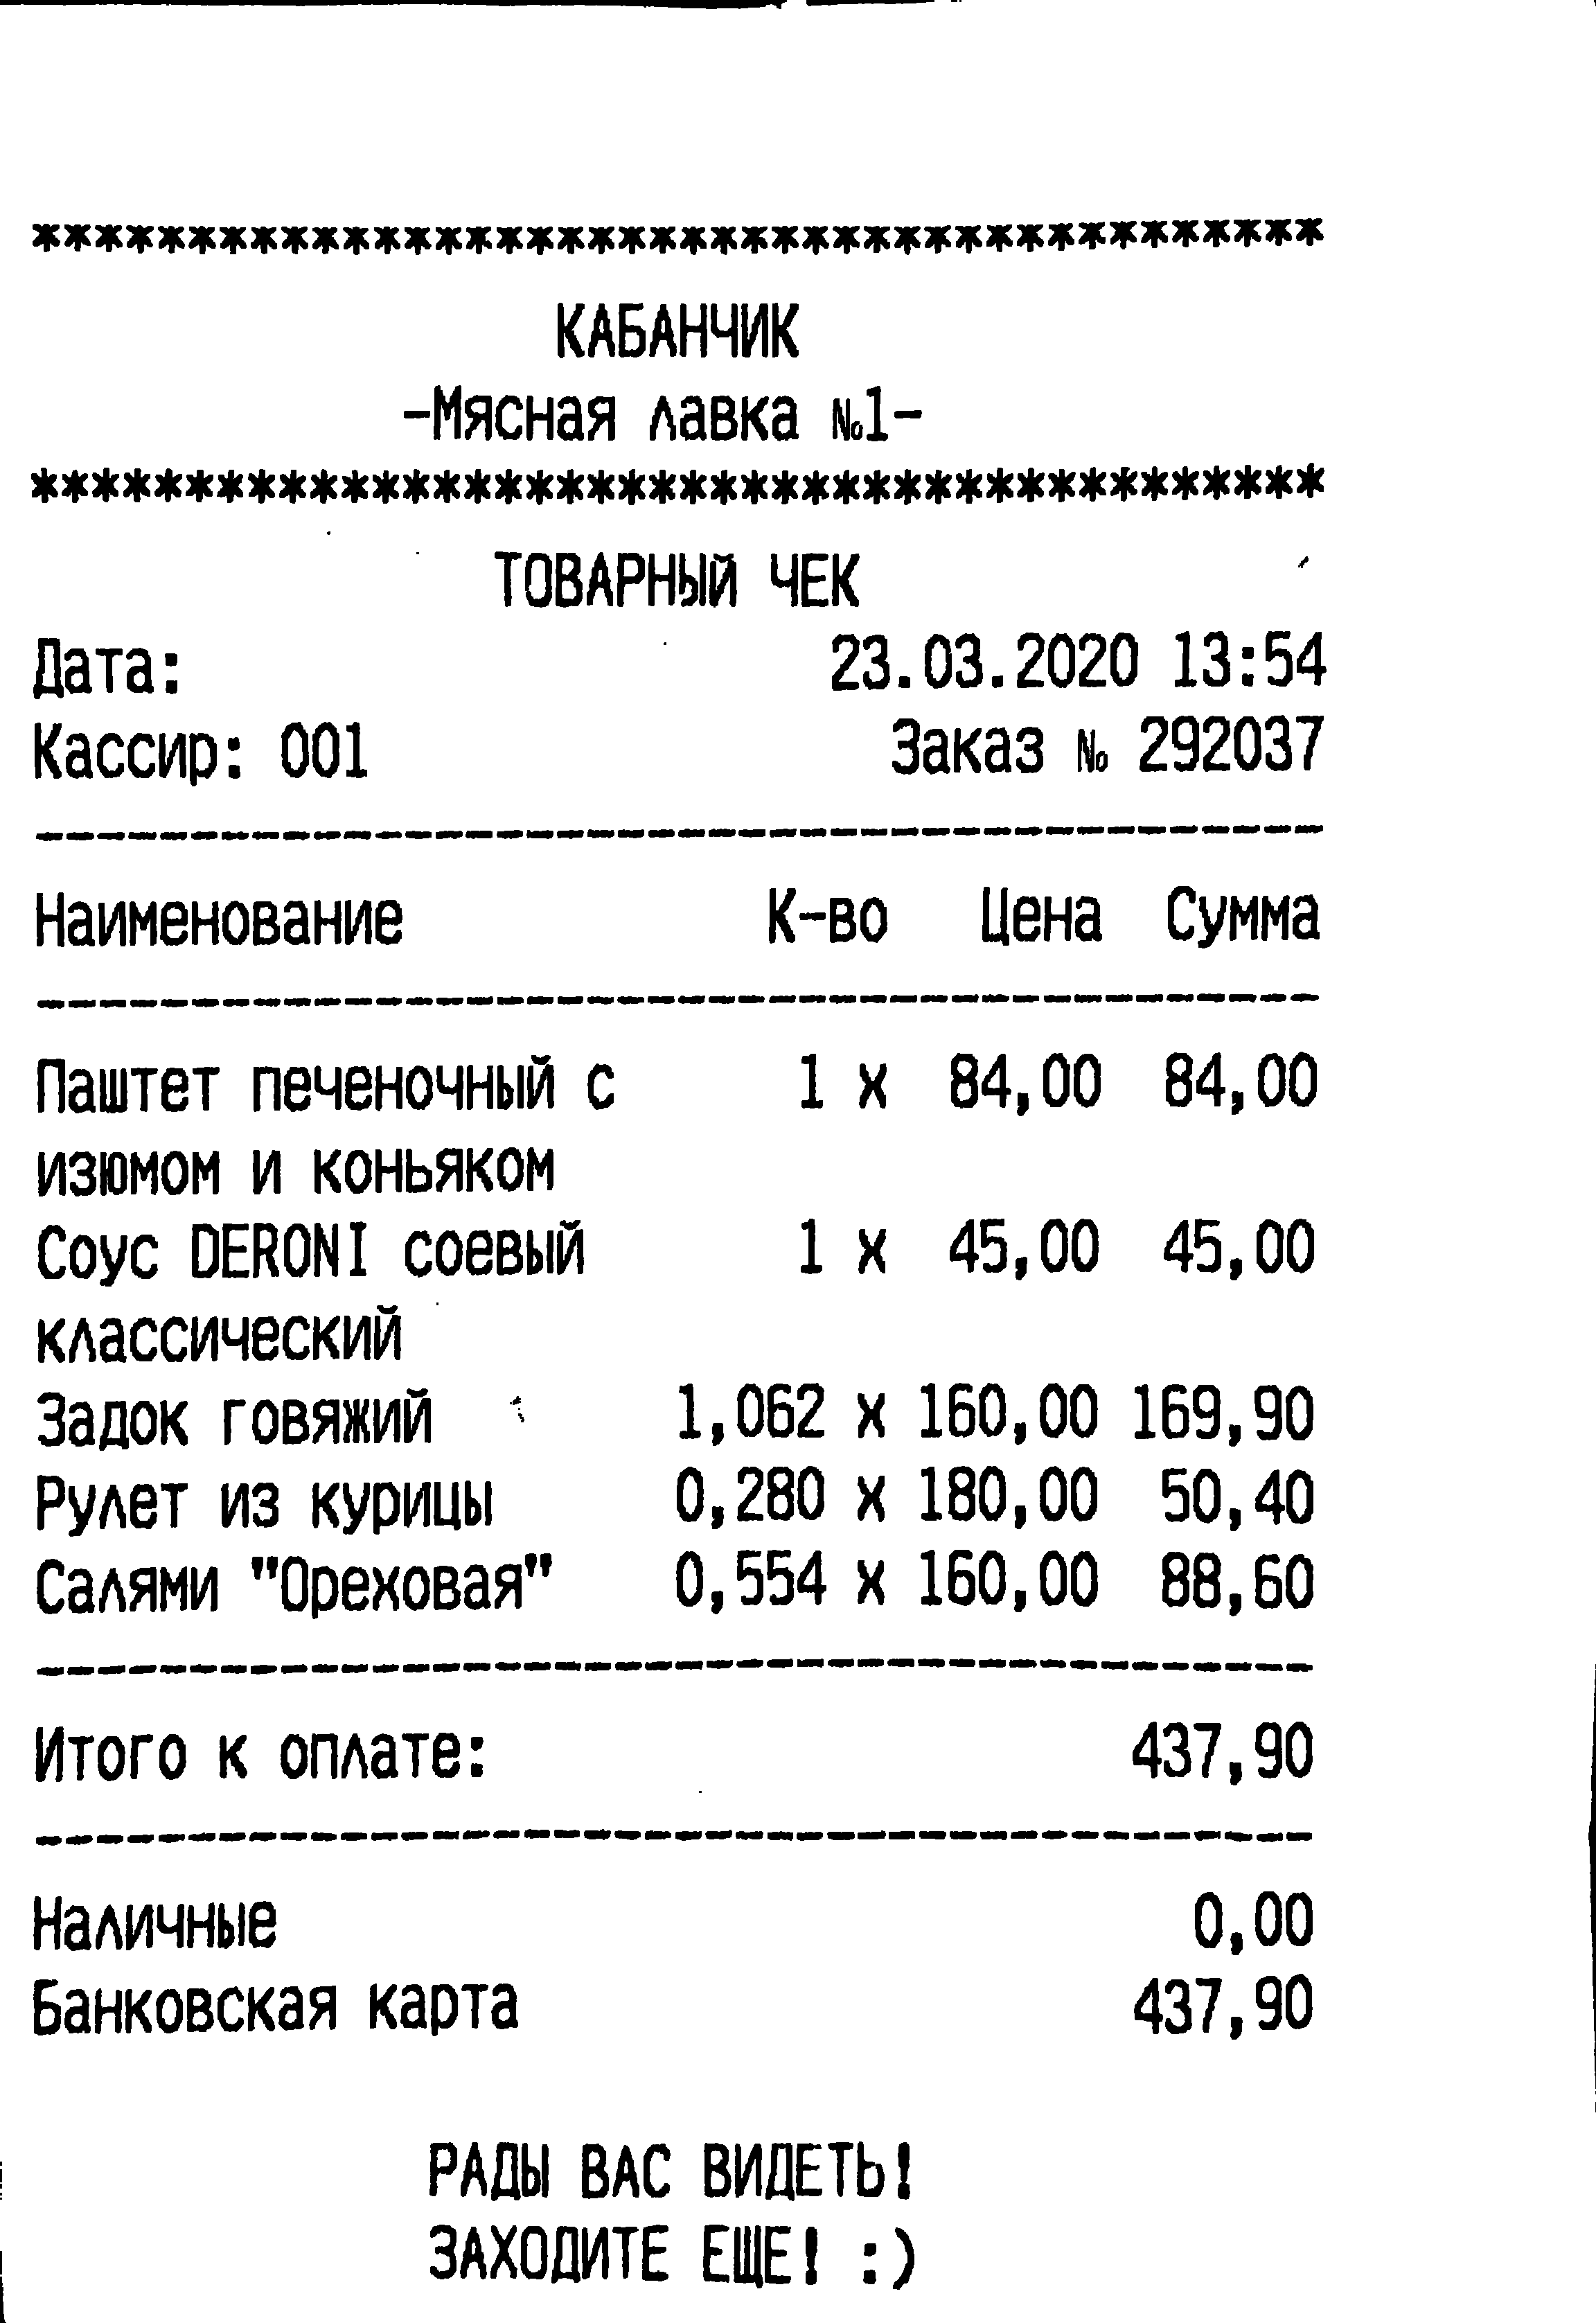 ******************************************
КАБАНЧИК
-Мясная лавка №1-
******************************************
ТОВАРНЫЙ ЧЕК
Дата: 23.03.2020 13:54
Кассир: 001 Заказ № 292037
------------------------------------------
Наименование К-во Цена Сумма
------------------------------------------
Паштет печеночный с 1 x 84,00 84,00
изюмом и коньяком
Соус DERONI соевый 1 x 45,00 45,00
классический
Задок говяжий 1,062 x 160,00 169,90
Рулет из курицы 0,280 x 180,00 50,40
Салями "Ореховая" 0,554 x 160,00 88,60
------------------------------------------
Итого к оплате: 437,90
------------------------------------------
Наличные 0,00
Банковская карта 437,90
РАДЫ ВАС ВИДЕТЬ!
ЗАХОДИТЕ ЕЩЕ! :)